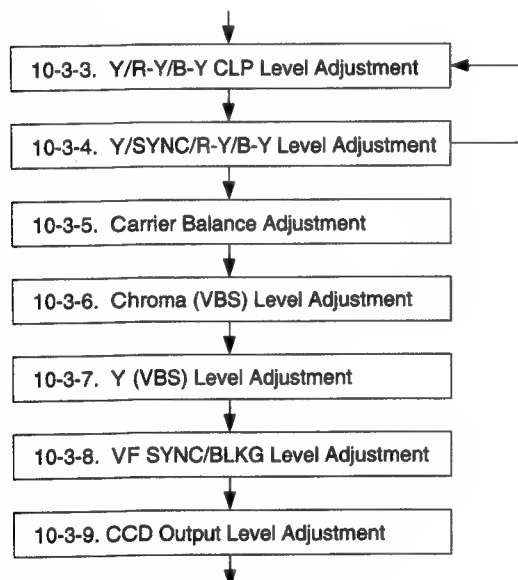 10-3-3. Y/R-Y/B-Y CLP Level Adjustment
10-3-4. Y/SYNC/R-Y/B-Y Level Adjustment
10-3-5. Carrier Balance Adjustment
10-3-6. Chroma (VBS) Level Adjustment
10-3-7. Y (VBS) Level Adjustment
10-3-8. VF SYNC/BLKG Level Adjustment
10-3-9. CCD Output Level Adjustment